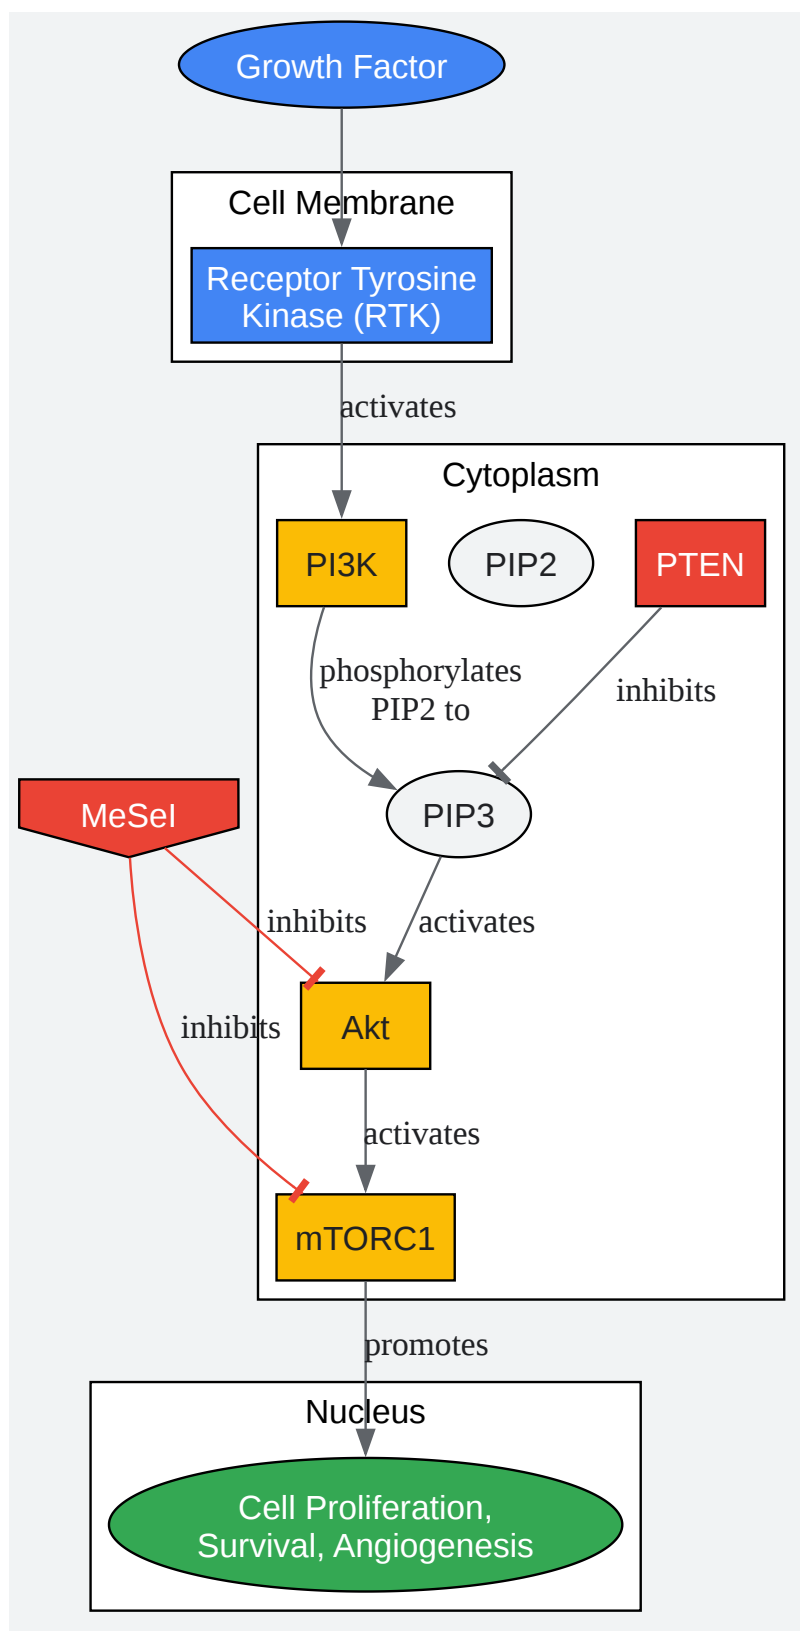 Growth Factor
Cell Membrane
Receptor Tyrosine
Kinase (RTK)
activates
Cytoplasm
PI3K
PIP2
PTEN
phosphorylates
PIP2 to
inhibits
MeSeI
PIP3
inhibits
activates
Akt
inhibits
activates
mTORC1
promotes
Nucleus
Cell Proliferation,
Survival, Angiogenesis